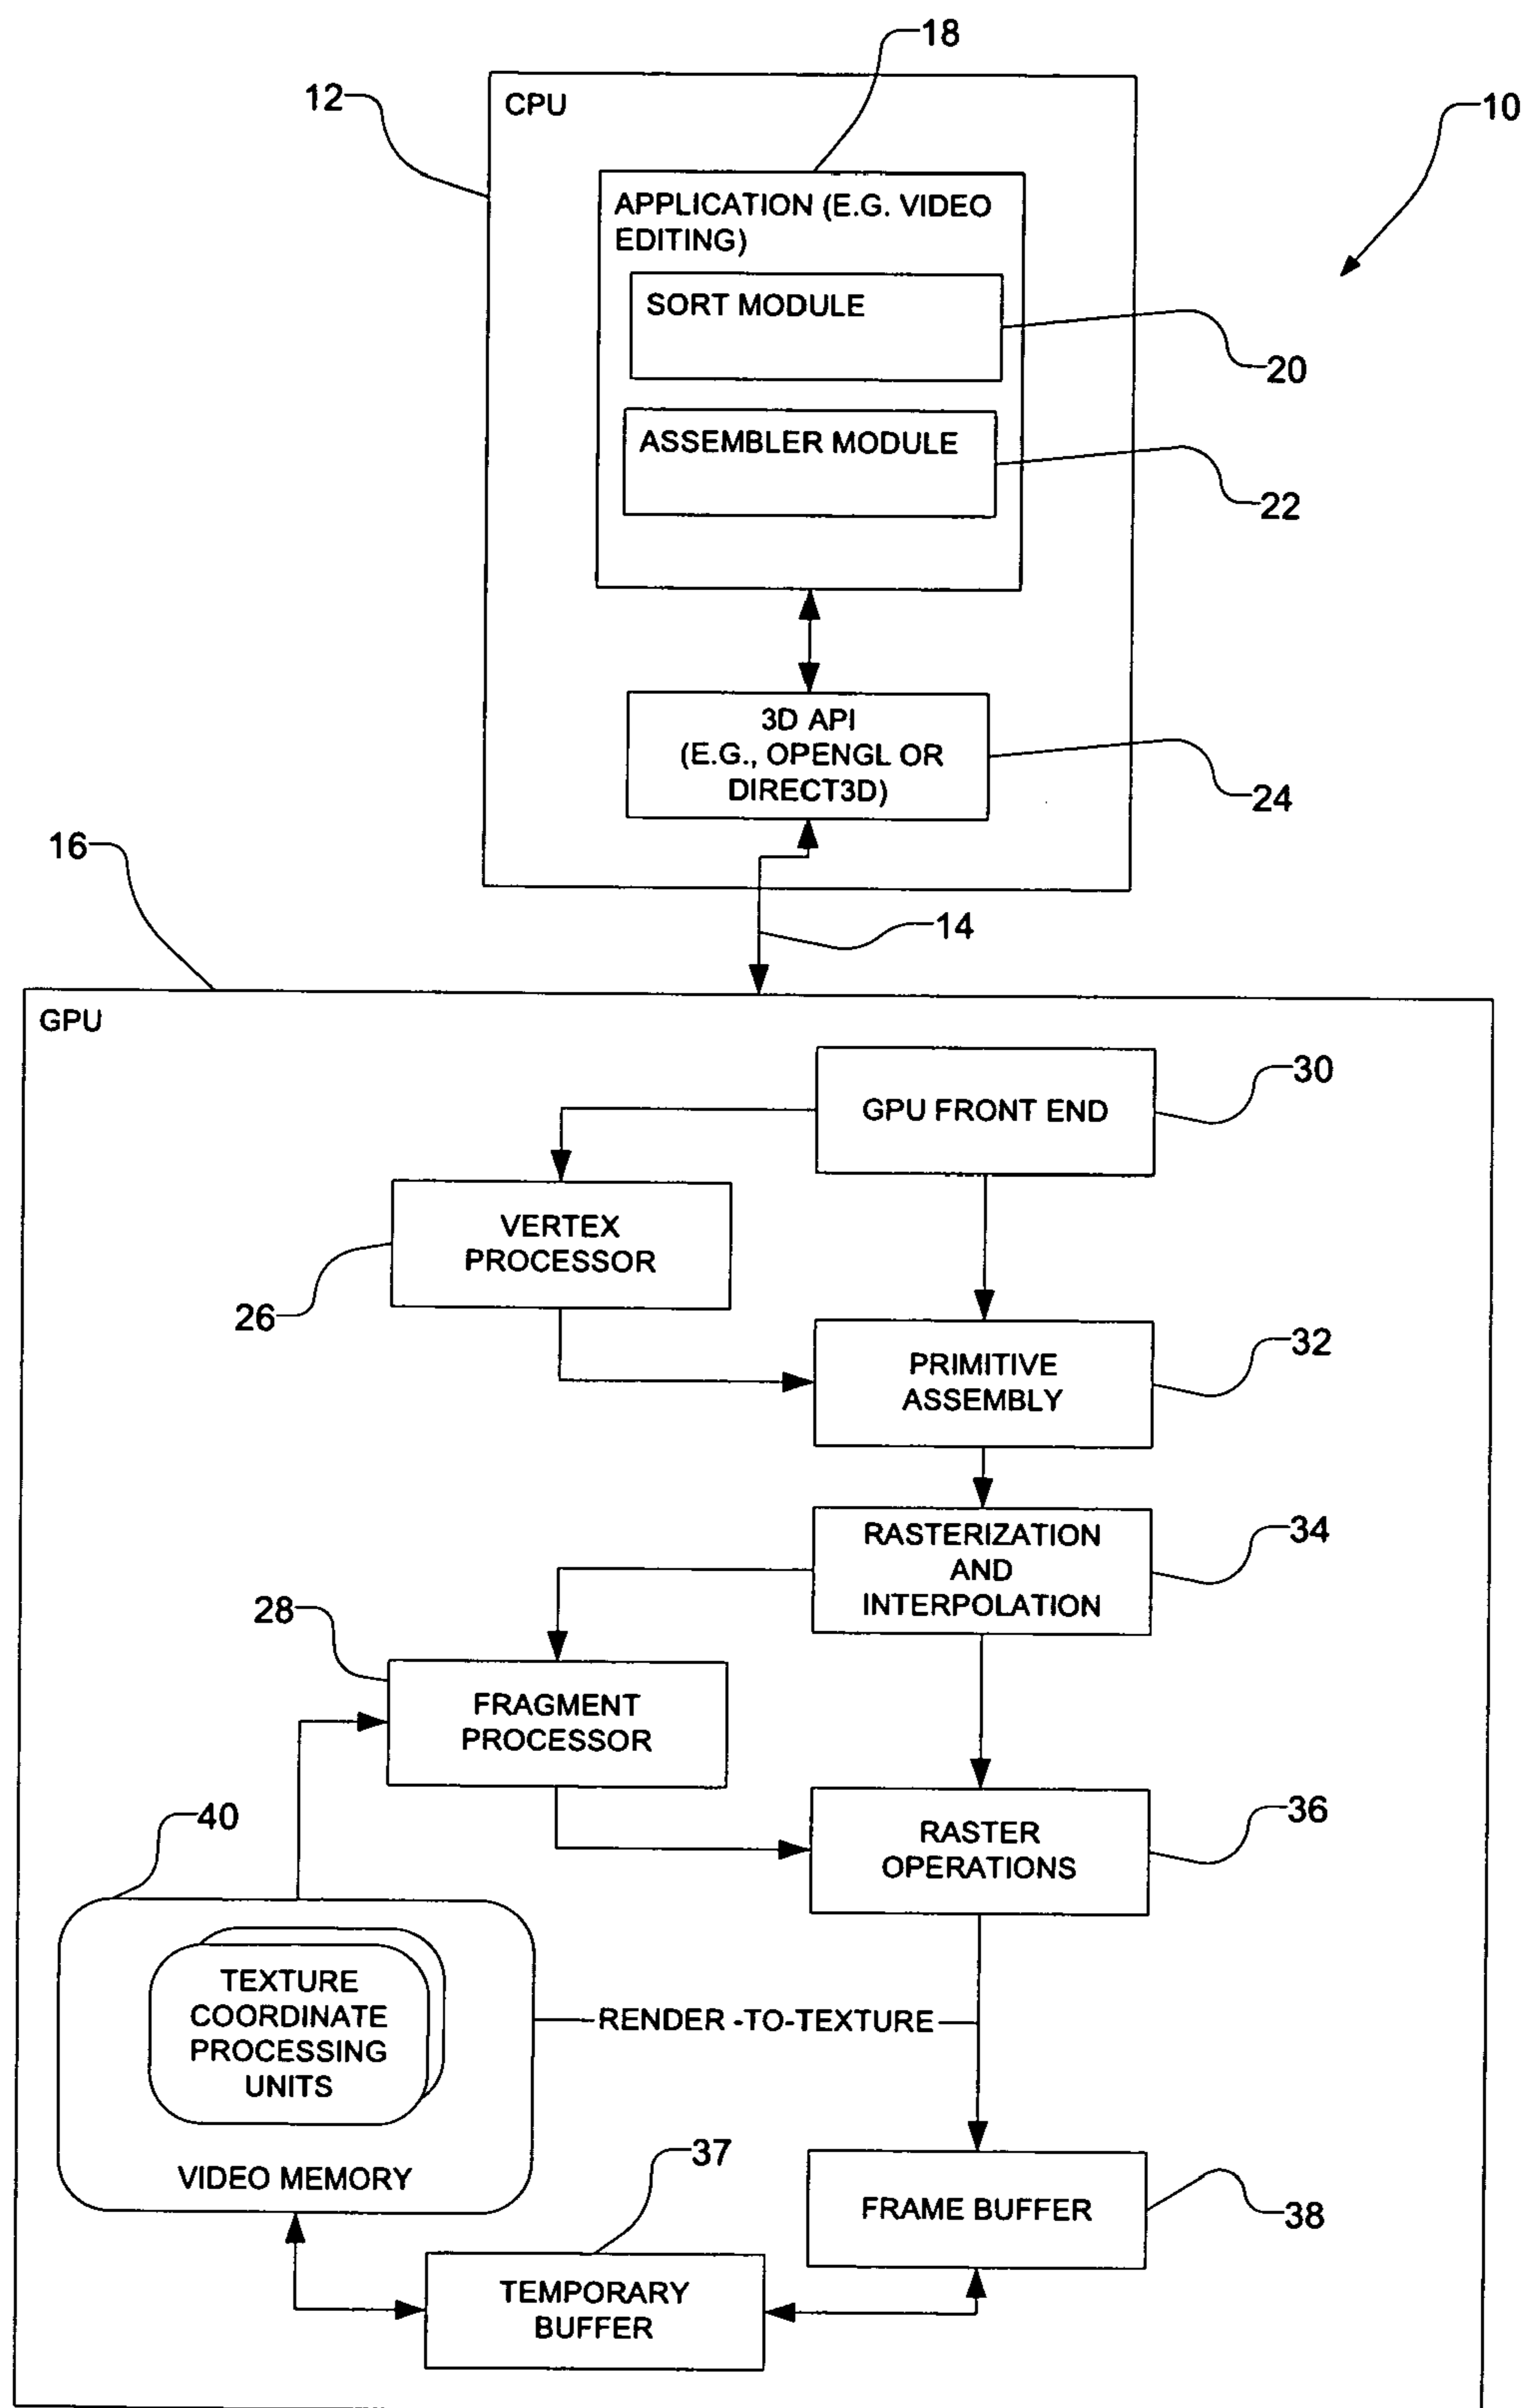 18
12
CPU
10
APPLICATION (E.G. VIDEO
EDITING)
SORT MODULE
20
ASSEMBLER MODULE
22
3D API
(E.G., OPENGL OR
DIRECT3D)
24
16
14
GPU
GPU FRONT END
30
VERTEX
PROCESSOR
26
PRIMITIVE
ASSEMBLY
32
RASTERIZATION
AND
INTERPOLATION
34
28
FRAGMENT
PROCESSOR
40
RASTER
OPERATIONS
36
TEXTURE
COORDINATE
PROCESSING
UNITS
RENDER -TO-TEXTURE
VIDEO MEMORY
37
FRAME BUFFER
38
TEMPORARY
BUFFER